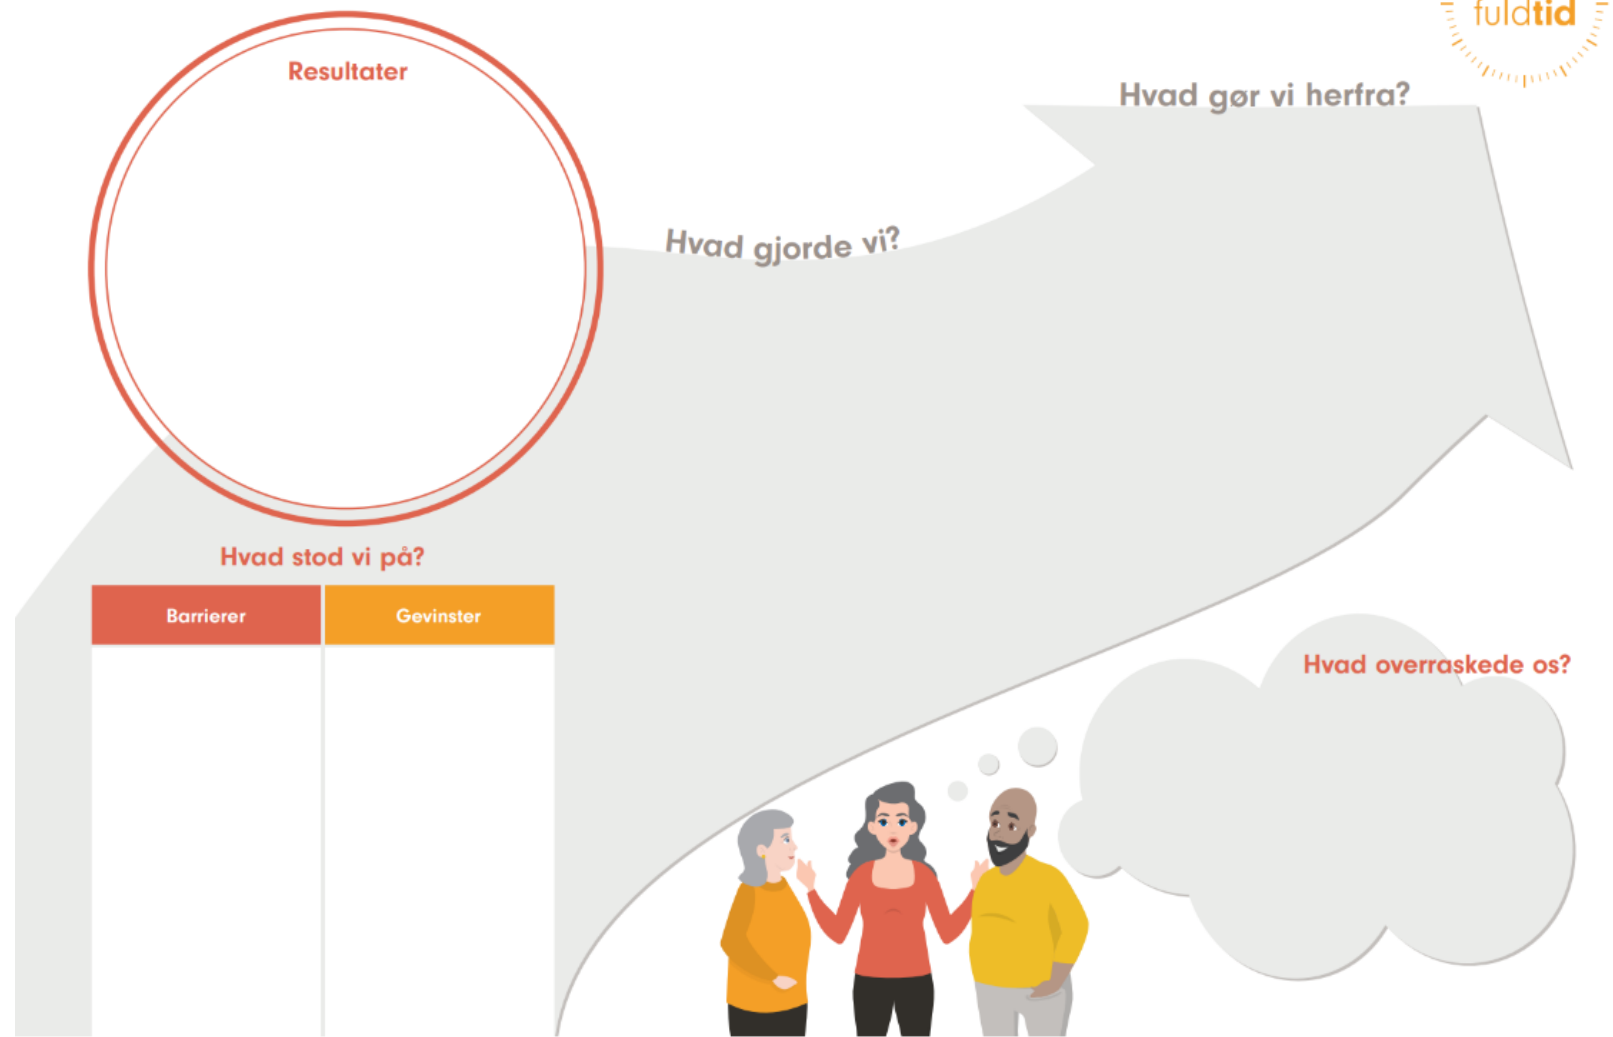 fuldtid
Resultater
Hvad gør vi herfra?
Hvad gjorde vi?
Hvad stod vi på?
Barrierer
Gevinster
Hvad overraskede os?